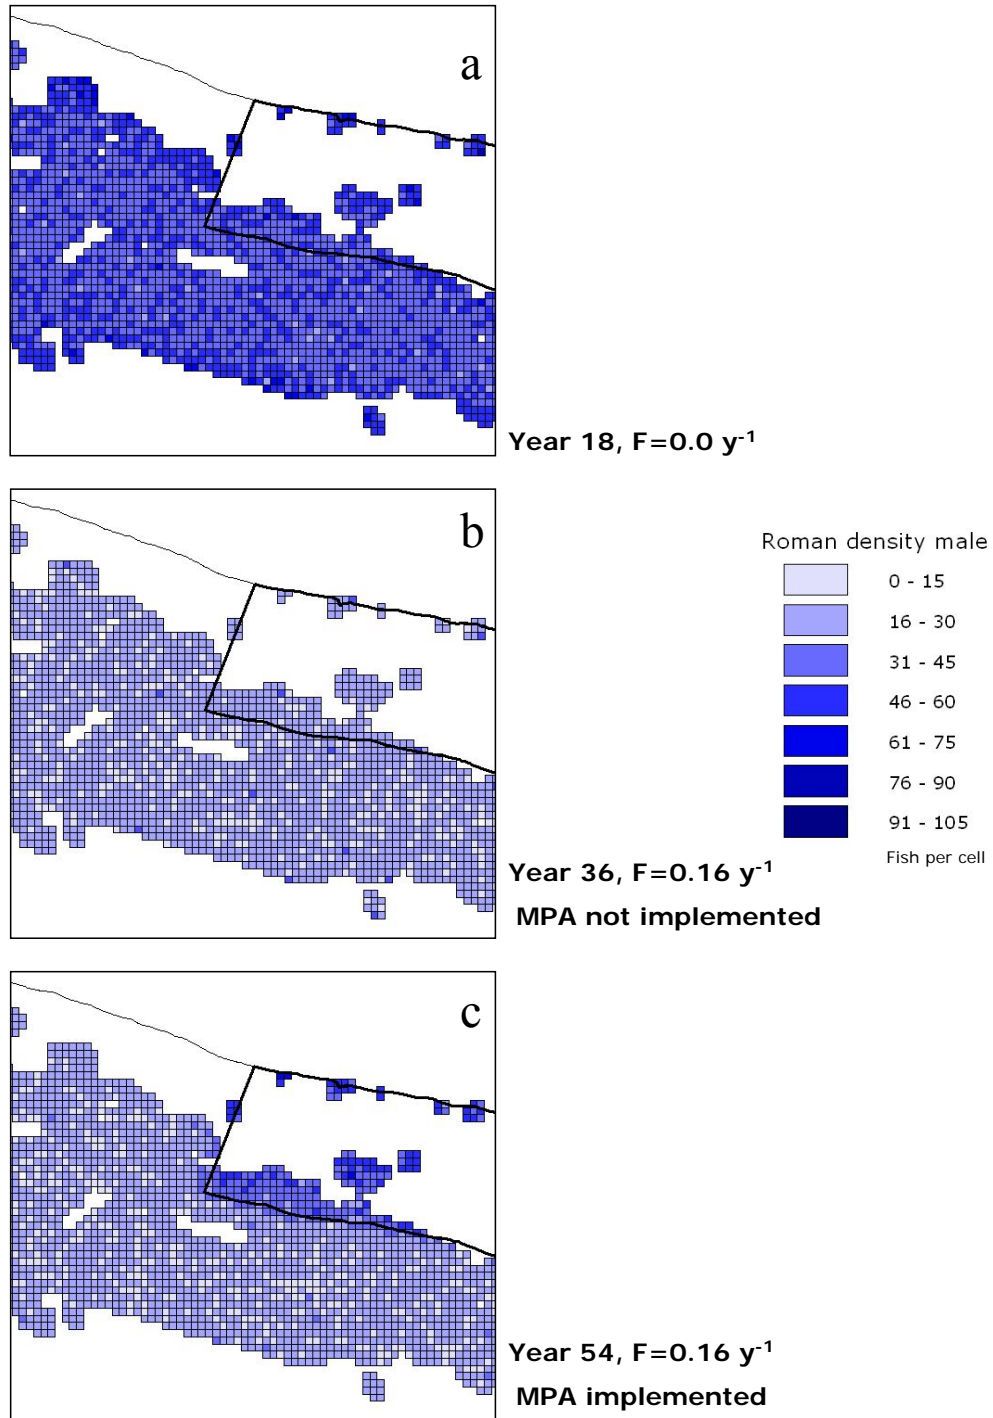 a
Year 18, F=0.0 y-1
b
Roman density male
0 - 15
16 - 30
31 - 45
46 - 60
61 - 75
76 - 90
91 - 105
Fish per cell
Year 36, F=0.16 y-1
MPA not implemented
c
Year 54, F=0.16 y-1
MPA implemented